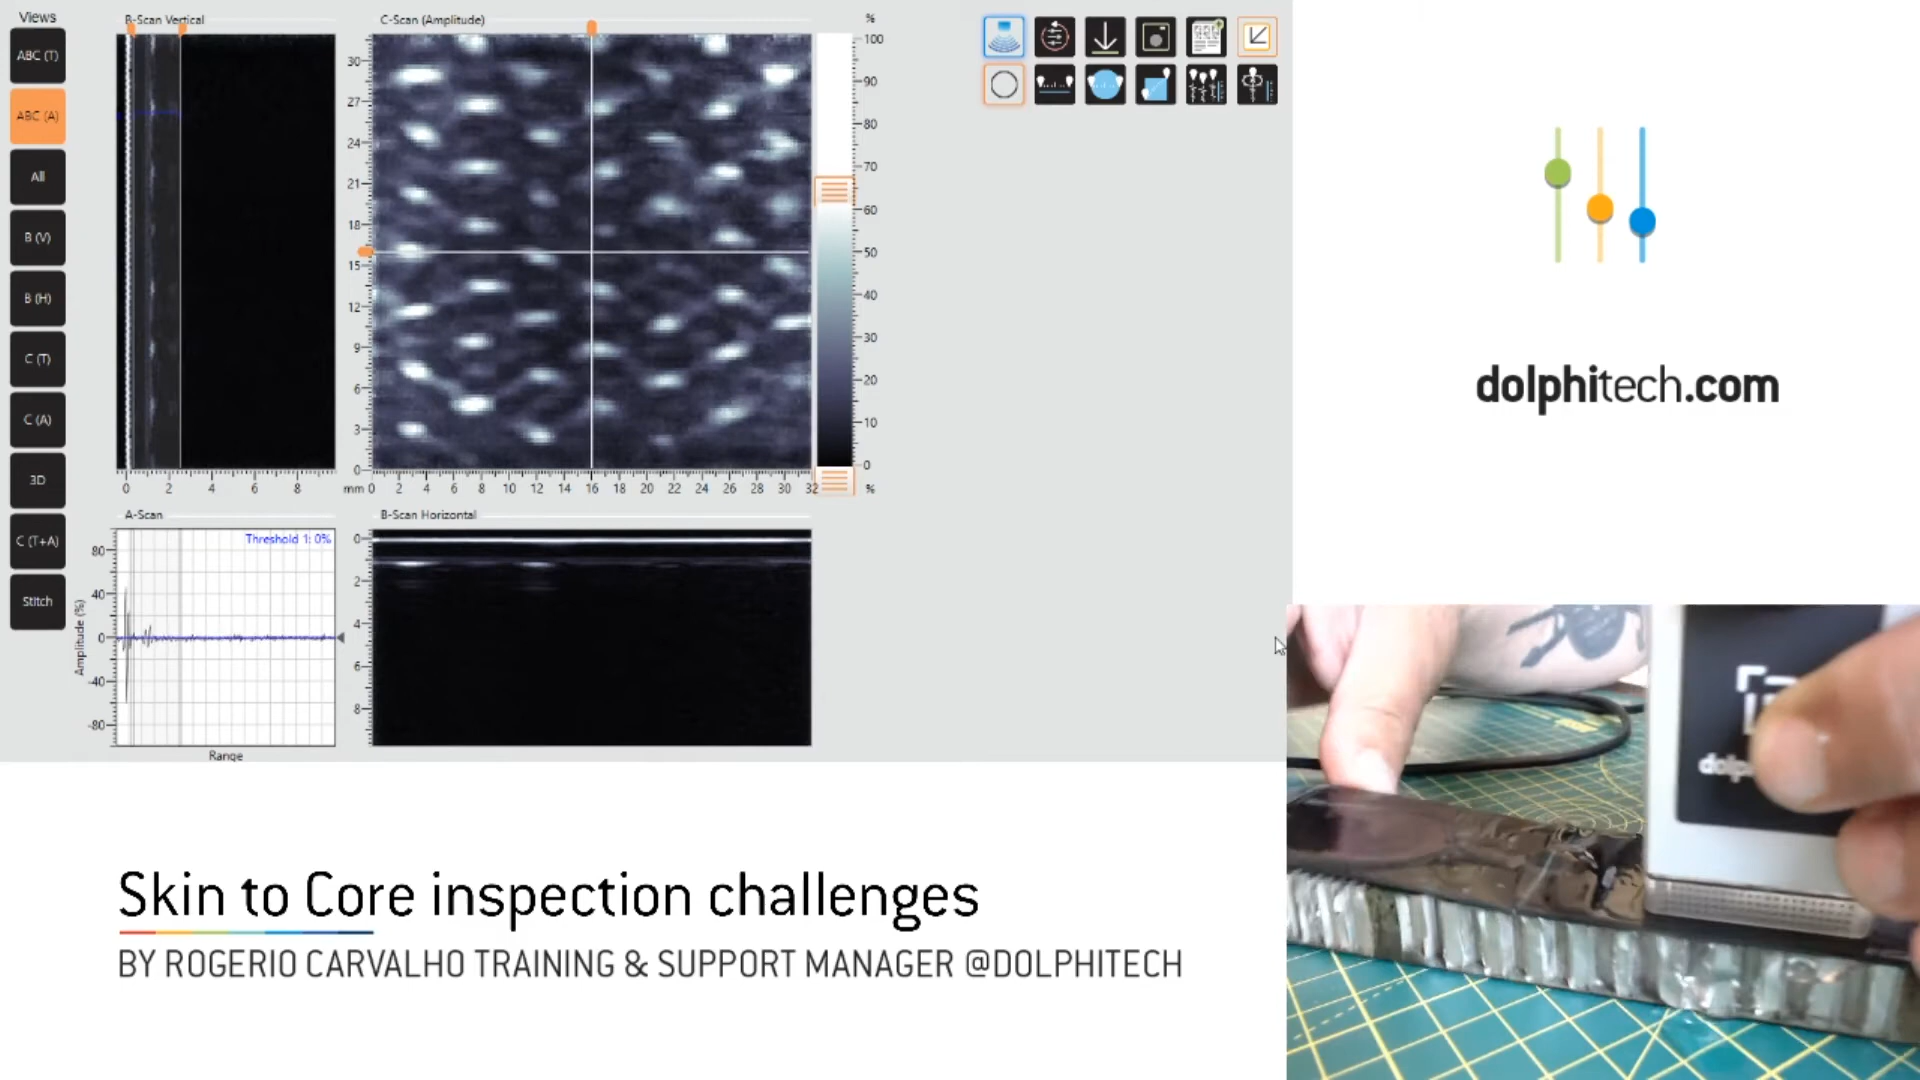 Views
ABC (T)
ABC (A)
All
B (V)
B (H)
C (T)
C (A)
3D
C (T+A)
Stitch
B-Scan Vertical
0 2 4 6 8
C-Scan (Amplitude)
30
27
24
21
18
15
12
9
6
3
0
mm 0 2 4 6 8 10 12 14 16 18 20 22 24 26 28 30 32
%
100
90
80
70
60
50
40
30
20
10
0
%
A-Scan
Threshold 1: 0%
Amplitude (%)
80
40
0
-40
-80
Range
B-Scan Horizontal
0
2
4
6
8
dolphitech.com
Skin to Core inspection challenges
BY ROGERIO CARVALHO TRAINING & SUPPORT MANAGER @DOLPHITECH